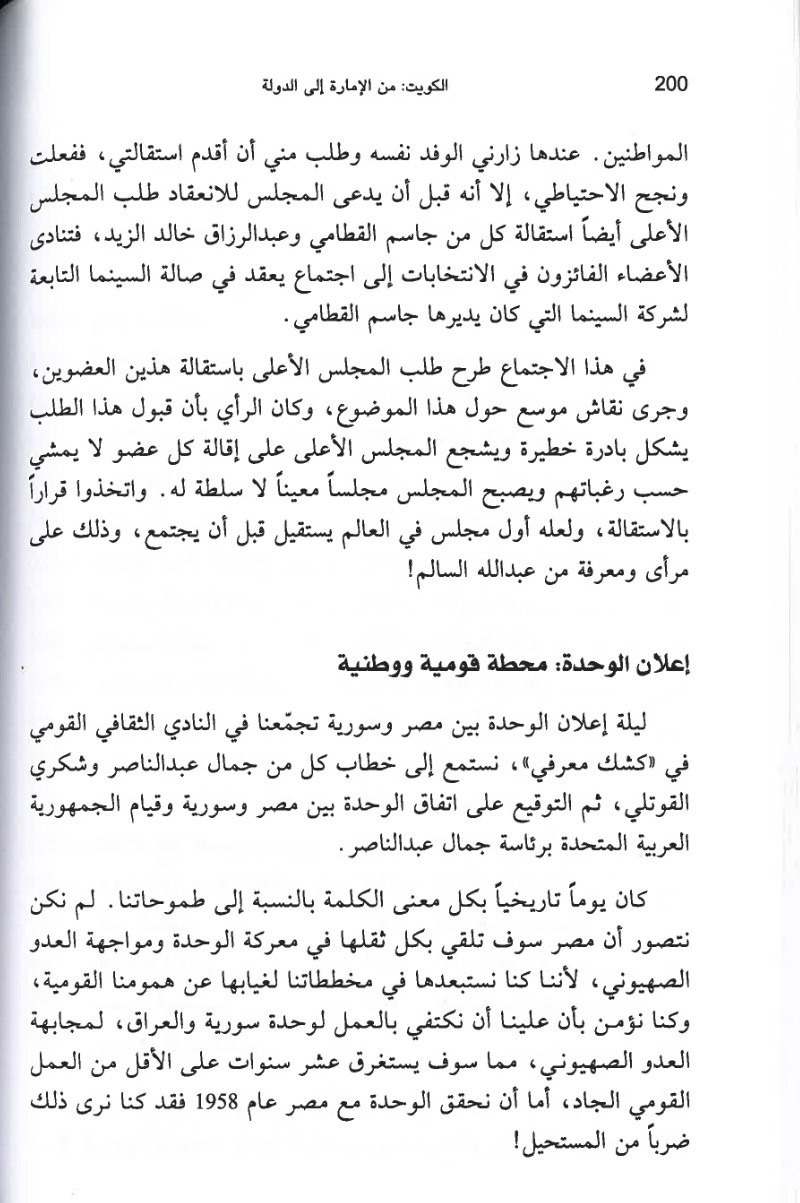 200
الكويت: من الإمارة إلى الدولة
المواطنين. عندها زارني الوفد نفسه وطلب مني أن أقدم استقالتي، ففعلت
ونجح الاحتياطي، إلا أنه قبل أن يدعى المجلس للانعقاد طلب المجلس
الأعلى أيضاً استقالة كل من جاسم القطامي وعبدالرزاق خالد الزيد، فتنادى
الأعضاء الفائزون في الانتخابات إلى اجتماع يعقد في صالة السينما التابعة
لشركة السينما التي كان يديرها جاسم القطامي.
في هذا الاجتماع طرح طلب المجلس الأعلى باستقالة هذين العضوين،
وجرى نقاش موسع حول هذا الموضوع، وكان الرأي بأن قبول هذا الطلب
يشكل بادرة خطيرة ويشجع المجلس الأعلى على إقالة كل عضو لا يمشي
حسب رغباتهم ويصبح المجلس مجلساً معيناً لا سلطة له. واتخذوا قراراً
بالاستقالة، ولعله أول مجلس في العالم يستقيل قبل أن يجتمع، وذلك على
مرأى ومعرفة من عبدالله السالم!
إعلان الوحدة: محطة قومية ووطنية
ليلة إعلان الوحدة بين مصر وسورية تجمّعنا في النادي الثقافي القومي
في «كشك معرفي»، نستمع إلى خطاب كل من جمال عبدالناصر وشكري
القوتلي، ثم التوقيع على اتفاق الوحدة بين مصر وسورية وقيام الجمهورية
العربية المتحدة برئاسة جمال عبدالناصر.
كان يوماً تاريخياً بكل معنى الكلمة بالنسبة إلى طموحاتنا. لم نكن
نتصور أن مصر سوف تلقي بكل ثقلها في معركة الوحدة ومواجهة العدو
الصهيوني، لأننا كنا نستبعدها في مخططاتنا لغيابها عن همومنا القومية،
وكنا نؤمن بأن علينا أن نكتفي بالعمل لوحدة سورية والعراق، لمجابهة
العدو الصهيوني، مما سوف يستغرق عشر سنوات على الأقل من العمل
القومي الجاد، أما أن نحقق الوحدة مع مصر عام 1958 فقد كنا نرى ذلك
ضرباً من المستحيل!